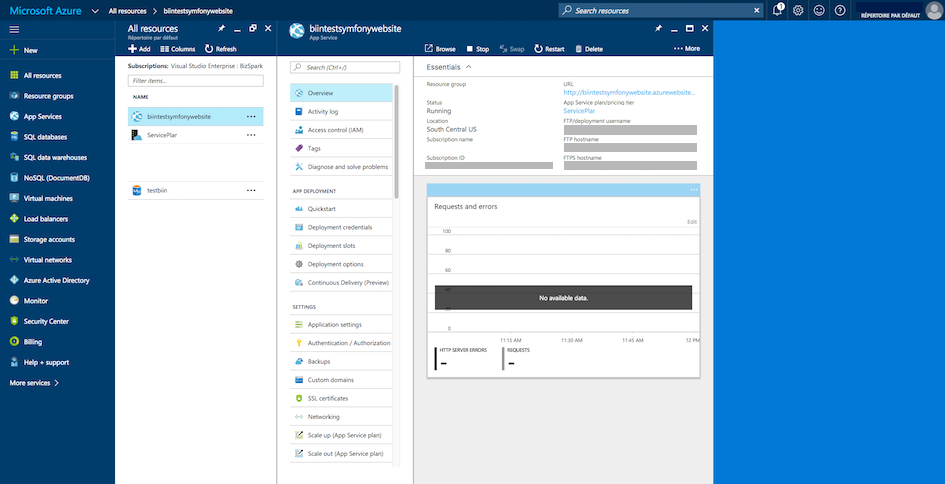 Microsoft Azure
All resources
biintestsymfonywebsite
Search resources
1
RÉPERTOIRE PAR DÉFAUT
New
All resources
Resource groups
App Services
SQL databases
SQL data warehouses
NoSQL (DocumentDB)
Virtual machines
Load balancers
Storage accounts
Virtual networks
Azure Active Directory
Monitor
Security Center
Billing
Help + support
More services
All resources
Répertoire par défaut
Add
Columns
Refresh
Subscriptions: Visual Studio Enterprise : BizSpark
Filter items...
NAME
biintestsymfonywebsite
ServicePlar
testbiin
biintestsymfonywebsite
App Service
Search (Ctrl+/)
Overview
Activity log
Access control (IAM)
Tags
Diagnose and solve problems
APP DEPLOYMENT
Quickstart
Deployment credentials
Deployment slots
Deployment options
Continuous Delivery (Preview)
SETTINGS
Application settings
Authentication / Authorization
Backups
Custom domains
SSL certificates
Networking
Scale up (App Service plan)
Scale out (App Service plan)
Browse
Stop
Swap
Restart
Delete
More
Essentials
Resource group
Status
Running
Location
South Central US
Subscription name
Subscription ID
URL
http://biintestsymfonywebsite.azurewebsite...
App Service plan/pricing tier
ServicePlar
FTP/deployment username
FTP hostname
FTPS hostname
Requests and errors
Edit
100
80
60
No available data.
0
11:15 AM
11:30 AM
11:45 AM
12 PM
HTTP SERVER ERRORS
--
REQUESTS
--